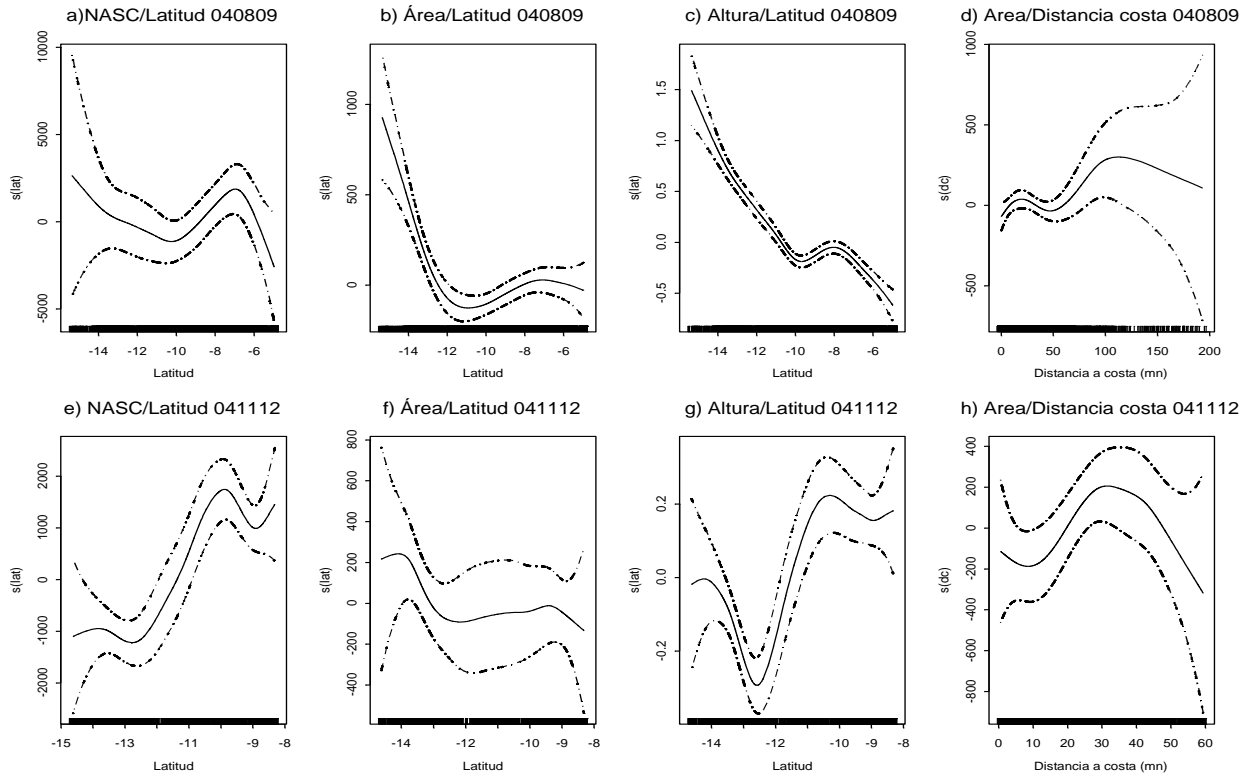 a)NASC/Latitud 040809
b) Área/Latitud 040809
c) Altura/Latitud 040809
d) Area/Distancia costa 040809
s(lat)
10000
5000
0
-5000
-14 -12 -10 -8 -6
Latitud
s(lat)
1000
500
0
-14 -12 -10 -8 -6
Latitud
s(lat)
1.5
1.0
0.5
0.0
-0.5
-14 -12 -10 -8 -6
Latitud
s(dc)
1000
500
0
-500
0 50 100 150 200
Distancia a costa (mn)
e) NASC/Latitud 041112
f) Área/Latitud 041112
g) Altura/Latitud 041112
h) Area/Distancia costa 041112
s(lat)
2000
1000
0
1000
2000
-15 -14 -13 -12 -11 -10 -9 -8
Latitud
s(lat)
800
600
400
200
0
-200
-400
-14 -13 -12 -11 -10 -9 -8
Latitud
s(lat)
0.2
0.0
-0.2
-14 -13 -12 -11 -10 -9 -8
Latitud
s(dc)
400
200
0
-200
-400
-600
-800
0 10 20 30 40 50 60
Distancia a costa (mn)